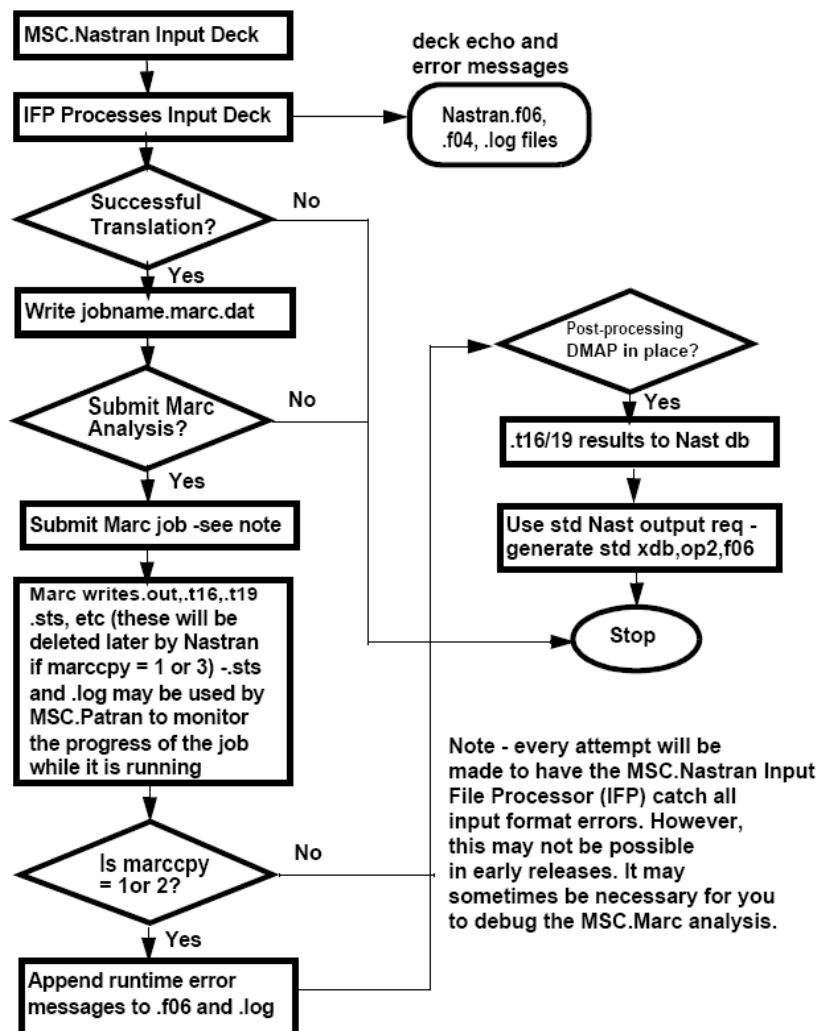 MSC.Nastran Input Deck
deck echo and
error messages
IFP Processes Input Deck
Nastran.f06,
.f04, .log files
Successful
Translation?
No
Yes
Write jobname.marc.dat
Submit Marc
Analysis?
No
Yes
Submit Marc job -see note
Marc writes.out,.t16,.t19
.sts, etc (these will be
deleted later by Nastran
if marccpy = 1 or 3) -.sts
and .log may be used by
MSC.Patran to monitor
the progress of the job
while it is running
Is marccpy
= 1or 2?
No
Yes
Append runtime error
messages to .f06 and .log
Post-processing
DMAP in place?
Yes
.t16/19 results to Nast db
Use std Nast output req -
generate std xdb,op2,f06
Stop
Note - every attempt will be
made to have the MSC.Nastran Input
File Processor (IFP) catch all
input format errors. However,
this may not be possible
in early releases. It may
sometimes be necessary for you
to debug the MSC.Marc analysis.